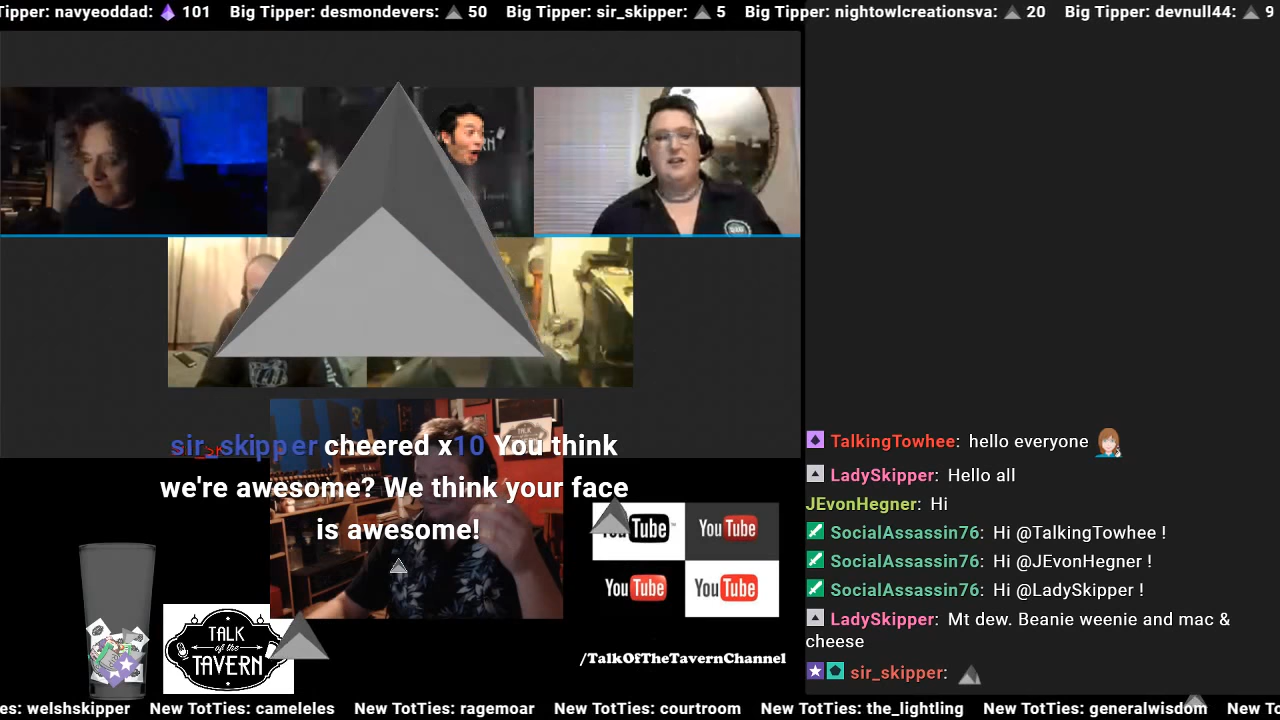 Tipper: navyeoddad: 101 Big Tipper: desmondevers: 50 Big Tipper: sir_skipper: 5 Big Tipper: nightowlcreationsva: 20 Big Tipper: devnull44: 9
sir_skipper cheered x10 You think
we're awesome? We think your face
is awesome!
TALK
of the
TAVERN
YouTube
YouTube
YouTube
YouTube
/TalkOfTheTavernChannel
TalkingTowhee: hello everyone
LadySkipper: Hello all
JEvonHegner: Hi
SocialAssassin76: Hi @TalkingTowhee !
SocialAssassin76: Hi @JEvonHegner !
SocialAssassin76: Hi @LadySkipper !
LadySkipper: Mt dew. Beanie weenie and mac &
cheese
sir_skipper:
es: welshskipper New TotTies: cameleles New TotTies: ragemoar New TotTies: courtroom New TotTies: the_lightling New TotTies: generalwisdom New To